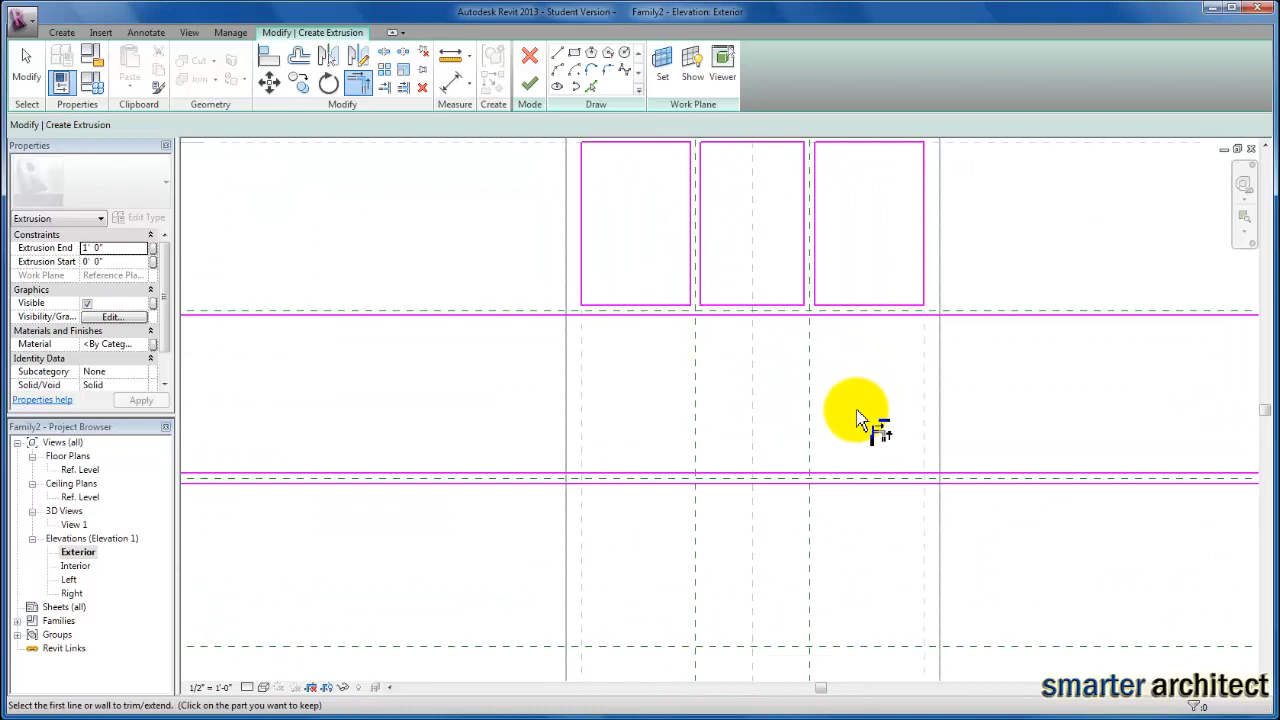 Autodesk Revit 2013 - Student Version - Family2 - Elevation: Exterior
Create Insert Annotate View Manage Modify | Create Extrusion
Modify Paste Cut Join Set Show Viewer
Select Properties Clipboard Geometry Modify Measure Create Mode Draw Work Plane
Modify | Create Extrusion
Properties
Extrusion Edit Type
Constraints
Extrusion End 1' 0"
Extrusion Start 0' 0"
Work Plane Reference Pla...
Graphics
Visible
Visibility/Gra... Edit...
Materials and Finishes
Material <By Categ...
Identity Data
Subcategory None
Solid/Void Solid
Properties help Apply
Family2 - Project Browser
Views (all)
Floor Plans
Ref. Level
Ceiling Plans
Ref. Level
3D Views
View 1
Elevations (Elevation 1)
Exterior
Interior
Left
Right
Sheets (all)
Families
Groups
Revit Links
1/2" = 1'-0"
smarter architect
Select the first line or wall to trim/extend. (Click on the part you want to keep) :0